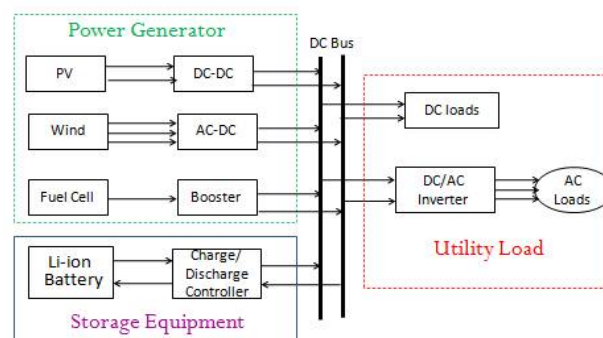 Power Generator
DC Bus
PV
DC-DC
Wind
AC-DC
Fuel Cell
Booster
DC loads
DC/AC
Inverter
AC
Loads
Utility Load
Li-ion
Battery
Charge/
Discharge
Controller
Storage Equipment